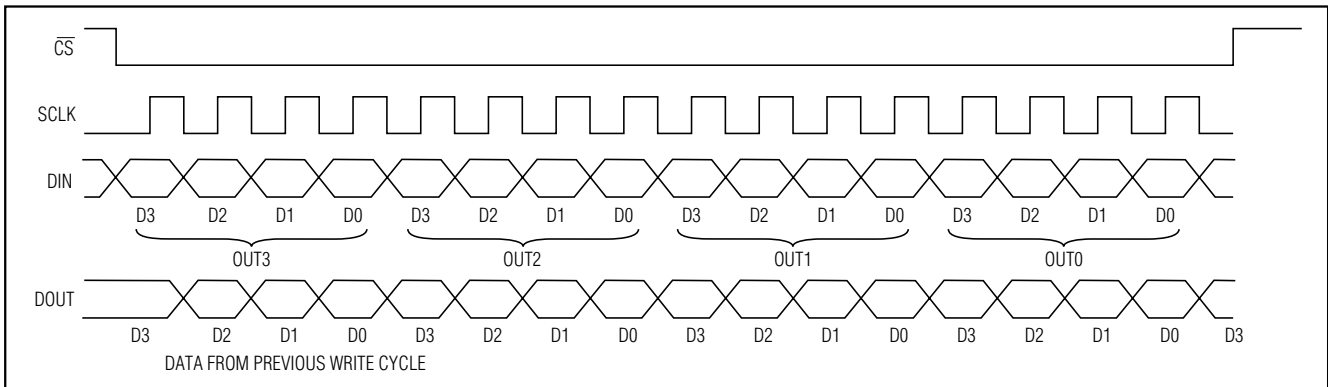 CS
SCLK
DIN
D3 D2 D1 D0 D3 D2 D1 D0 D3 D2 D1 D0 D3 D2 D1 D0
OUT3 OUT2 OUT1 OUT0
DOUT
D3 D2 D1 D0 D3 D2 D1 D0 D3 D2 D1 D0 D3 D2 D1 D0 D3
DATA FROM PREVIOUS WRITE CYCLE